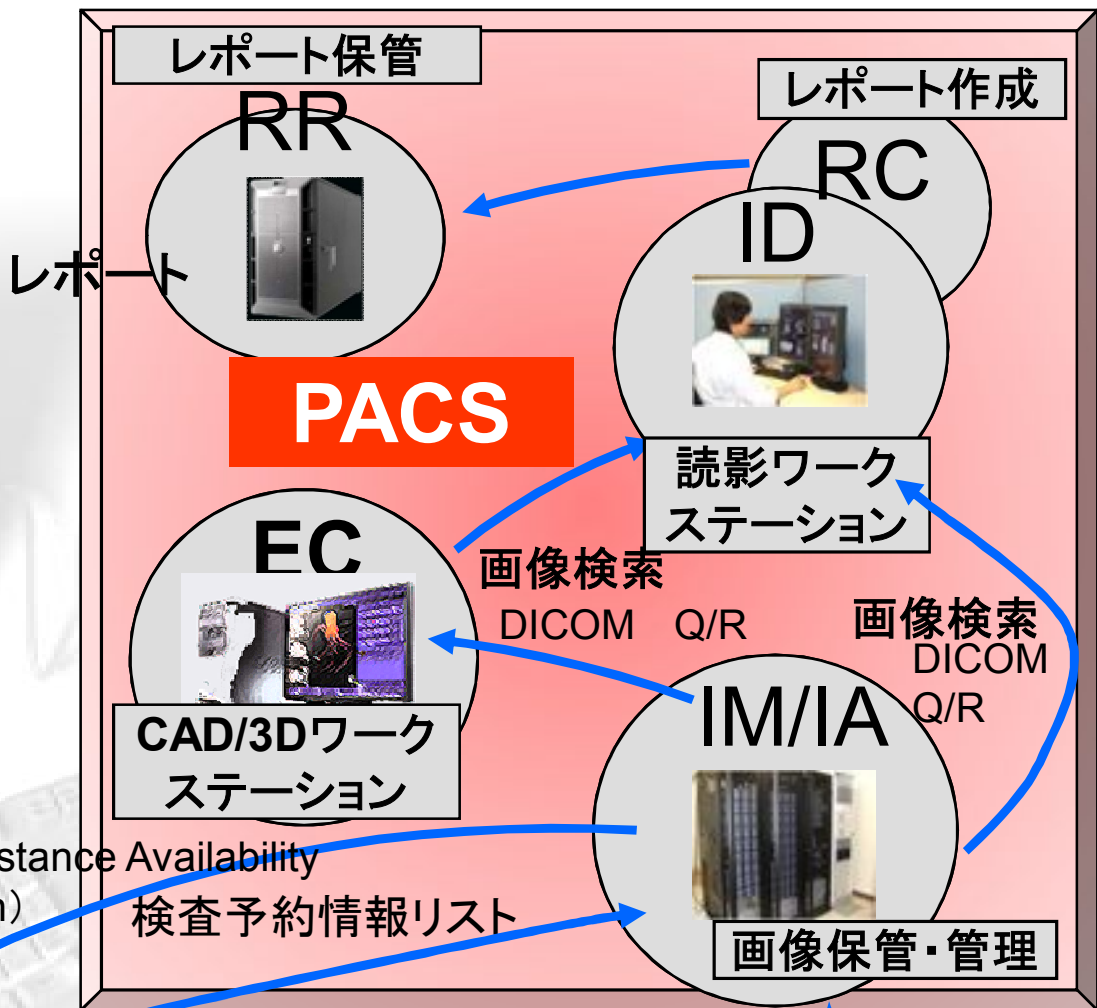 レポート保管
RR
レポート作成
RC
ID
レポート
PACS
読影ワーク
ステーション
EC
画像検索
DICOM Q/R
画像検索
DICOM
Q/R
IM/IA
CAD/3Dワーク
ステーション
stance Availability
n）
検査予約情報リスト
画像保管・管理